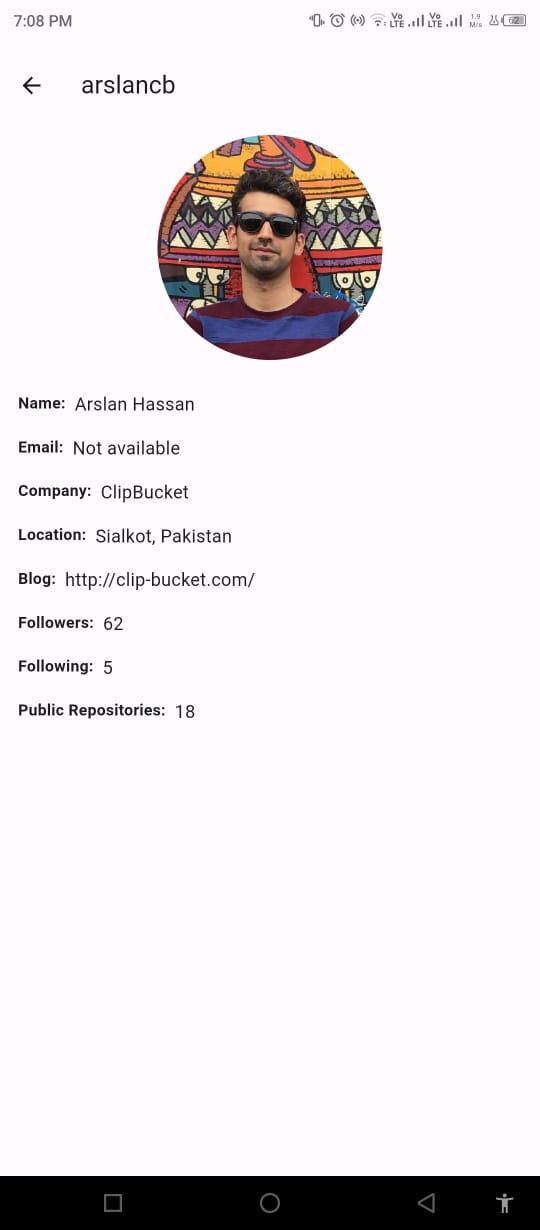 7:08 PM
Vo LTE Vo LTE 1.9 M/s 62
arslancb
Name: Arslan Hassan
Email: Not available
Company: ClipBucket
Location: Sialkot, Pakistan
Blog: http://clip-bucket.com/
Followers: 62
Following: 5
Public Repositories: 18